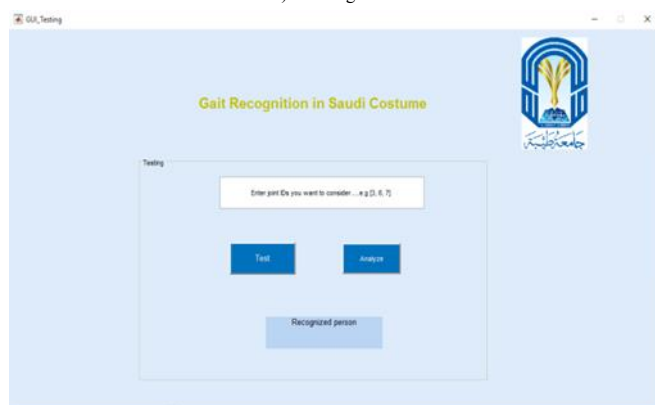 GUI_Testing
Gait Recognition in Saudi Costume
جامعة طيبة
Testing
Enter joint IDs you want to consider ... e.g [3, 6, 7]
Test
Analyze
Recognized person